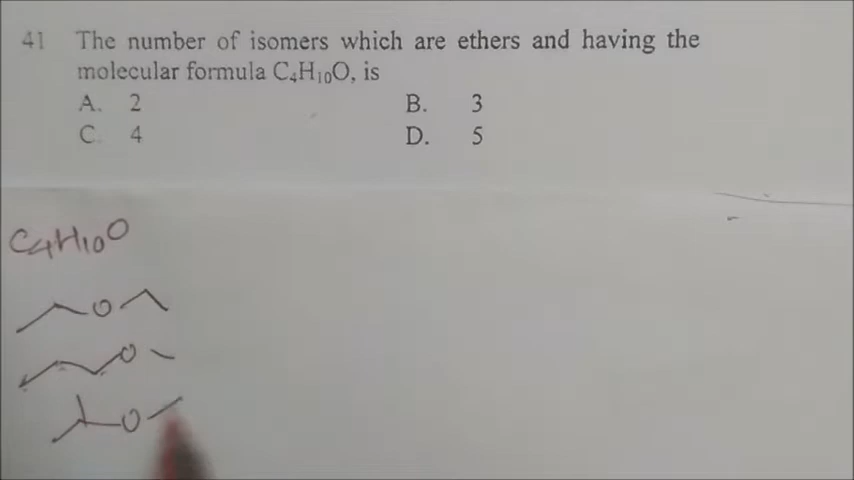 41 The number of isomers which are ethers and having the
molecular formula C₄H₁₀O, is
A. 2 B. 3
C. 4 D. 5
C₄H₁₀O
O
O
O